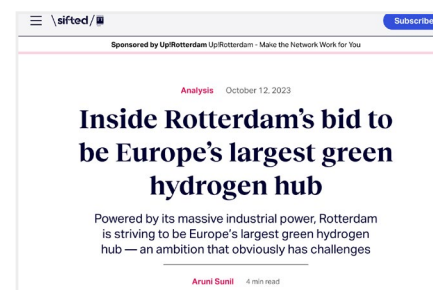 \sifted/
Subscribe
Sponsored by Up!Rotterdam Up!Rotterdam - Make the Network Work for You
Analysis October 12, 2023
Inside Rotterdam's bid to
be Europe's largest green
hydrogen hub
Powered by its massive industrial power, Rotterdam
is striving to be Europe's largest green hydrogen
hub — an ambition that obviously has challenges
Aruni Sunil 4 min read